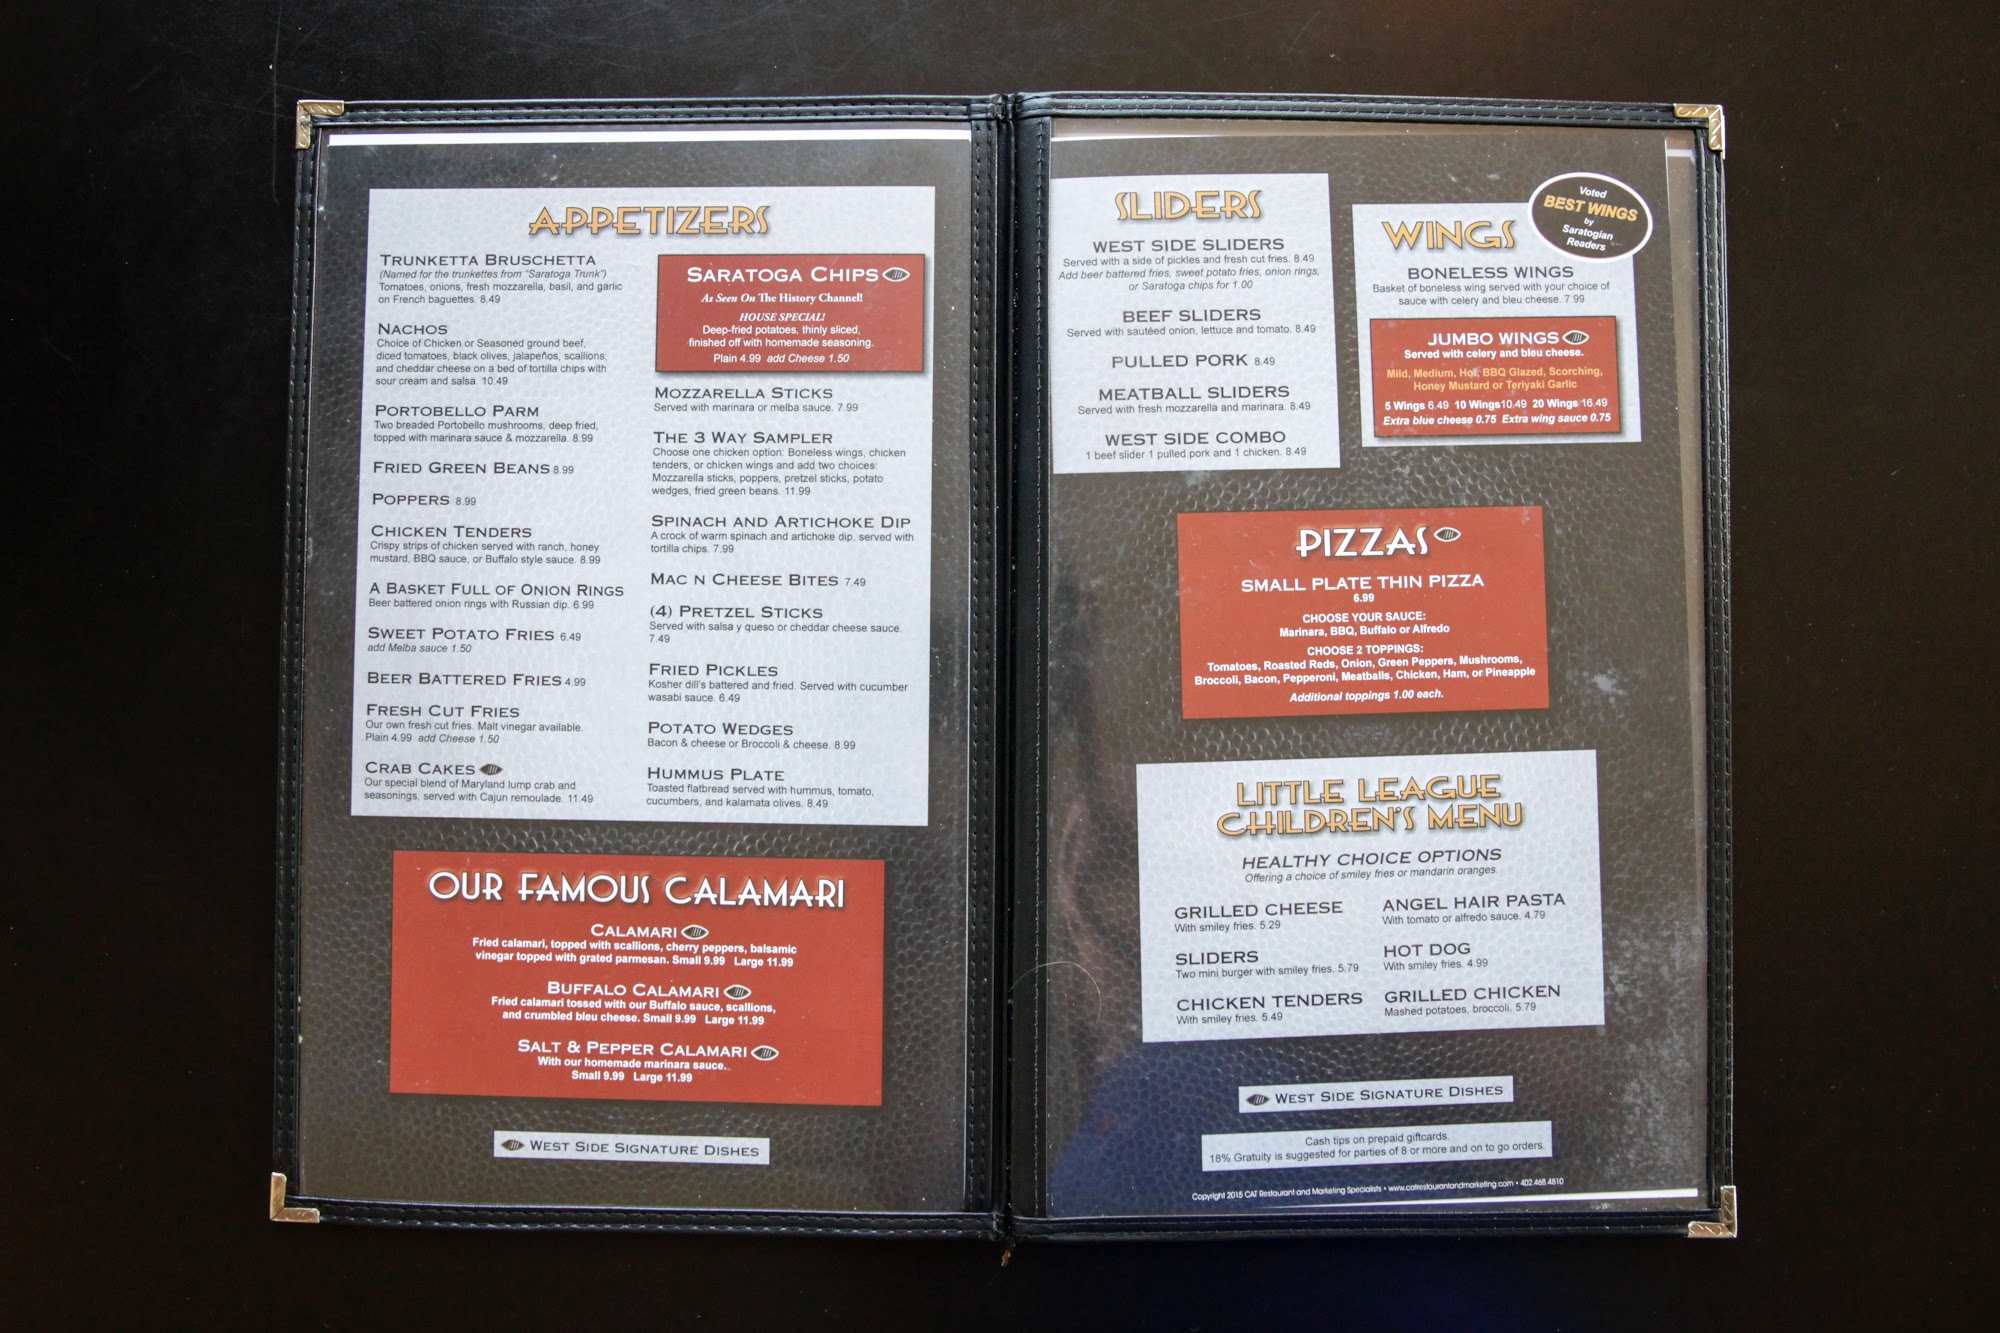 APPETIZERS
TRUNKETTA BRUSCHETTA
(Named for the trunkettes from "Saratoga Trunk")
Tomatoes, onions, fresh mozzarella, basil, and garlic
on French baguettes. 8.49
NACHOS
Choice of Chicken or Seasoned ground beef,
diced tomatoes, black olives, jalapeños, scallions,
and cheddar cheese on a bed of tortilla chips with
sour cream and salsa. 10.49
PORTOBELLO PARM
Two breaded Portobello mushrooms, deep fried,
topped with marinara sauce & mozzarella. 8.99
FRIED GREEN BEANS 8.99
POPPERS 8.99
CHICKEN TENDERS
Crispy strips of chicken served with ranch, honey
mustard, BBQ sauce, or Buffalo style sauce. 8.99
A BASKET FULL OF ONION RINGS
Beer battered onion rings with Russian dip. 6.99
SWEET POTATO FRIES 6.49
add Melba sauce 1.50
BEER BATTERED FRIES 4.99
FRESH CUT FRIES
Our own fresh cut fries. Malt vinegar available.
Plain 4.99 add Cheese 1.50
CRAB CAKES
Our special blend of Maryland lump crab and
seasonings, served with Cajun remoulade. 11.49
SARATOGA CHIPS
As Seen On The History Channel!
HOUSE SPECIAL!
Deep-fried potatoes, thinly sliced,
finished off with homemade seasoning.
Plain 4.99 add Cheese 1.50
MOZZARELLA STICKS
Served with marinara or melba sauce. 7.99
THE 3 WAY SAMPLER
Choose one chicken option: Boneless wings, chicken
tenders, or chicken wings and add two choices:
Mozzarella sticks, poppers, pretzel sticks, potato
wedges, fried green beans. 11.99
SPINACH AND ARTICHOKE DIP
A crock of warm spinach and artichoke dip, served with
tortilla chips. 7.99
MAC N CHEESE BITES 7.49
(4) PRETZEL STICKS
Served with salsa y queso or cheddar cheese sauce.
7.49
FRIED PICKLES
Kosher dill's battered and fried. Served with cucumber
wasabi sauce. 6.49
POTATO WEDGES
Bacon & cheese or Broccoli & cheese. 8.99
HUMMUS PLATE
Toasted flatbread served with hummus, tomato,
cucumbers, and kalamata olives. 8.49
OUR FAMOUS CALAMARI
CALAMARI
Fried calamari, topped with scallions, cherry peppers, balsamic
vinegar topped with grated parmesan. Small 9.99 Large 11.99
BUFFALO CALAMARI
Fried calamari tossed with our Buffalo sauce, scallions,
and crumbled bleu cheese. Small 9.99 Large 11.99
SALT & PEPPER CALAMARI
With our homemade marinara sauce.
Small 9.99 Large 11.99
WEST SIDE SIGNATURE DISHES
SLIDERS
WEST SIDE SLIDERS
Served with a side of pickles and fresh cut fries. 8.49
Add beer battered fries, sweet potato fries, onion rings,
or Saratoga chips for 1.00
BEEF SLIDERS
Served with sautéed onion, lettuce and tomato. 8.49
PULLED PORK 8.49
MEATBALL SLIDERS
Served with fresh mozzarella and marinara. 8.49
WEST SIDE COMBO
1 beef slider 1 pulled pork and 1 chicken. 8.49
WINGS
Voted
BEST WINGS
by
Saratogian
Readers
BONELESS WINGS
Basket of boneless wing served with your choice of
sauce with celery and bleu cheese. 7.99
JUMBO WINGS
Served with celery and bleu cheese.
Mild, Medium, Hot, BBQ Glazed, Scorching,
Honey Mustard or Teriyaki Garlic
5 Wings 6.49 10 Wings 10.49 20 Wings 16.49
Extra blue cheese 0.75 Extra wing sauce 0.75
PIZZAS
SMALL PLATE THIN PIZZA
6.99
CHOOSE YOUR SAUCE:
Marinara, BBQ, Buffalo or Alfredo
CHOOSE 2 TOPPINGS:
Tomatoes, Roasted Reds, Onion, Green Peppers, Mushrooms,
Broccoli, Bacon, Pepperoni, Meatballs, Chicken, Ham, or Pineapple
Additional toppings 1.00 each.
LITTLE LEAGUE
CHILDREN'S MENU
HEALTHY CHOICE OPTIONS
Offering a choice of smiley fries or mandarin oranges.
GRILLED CHEESE
With smiley fries. 5.29
SLIDERS
Two mini burger with smiley fries. 5.79
CHICKEN TENDERS
With smiley fries. 5.49
ANGEL HAIR PASTA
With tomato or alfredo sauce. 4.79
HOT DOG
With smiley fries. 4.99
GRILLED CHICKEN
Mashed potatoes, broccoli. 5.79
WEST SIDE SIGNATURE DISHES
Cash tips on prepaid giftcards.
18% Gratuity is suggested for parties of 8 or more and on to go orders.
Copyright 2015 CAT Restaurant and Marketing Specialists • www.catrestaurantandmarketing.com • 402.468.4810